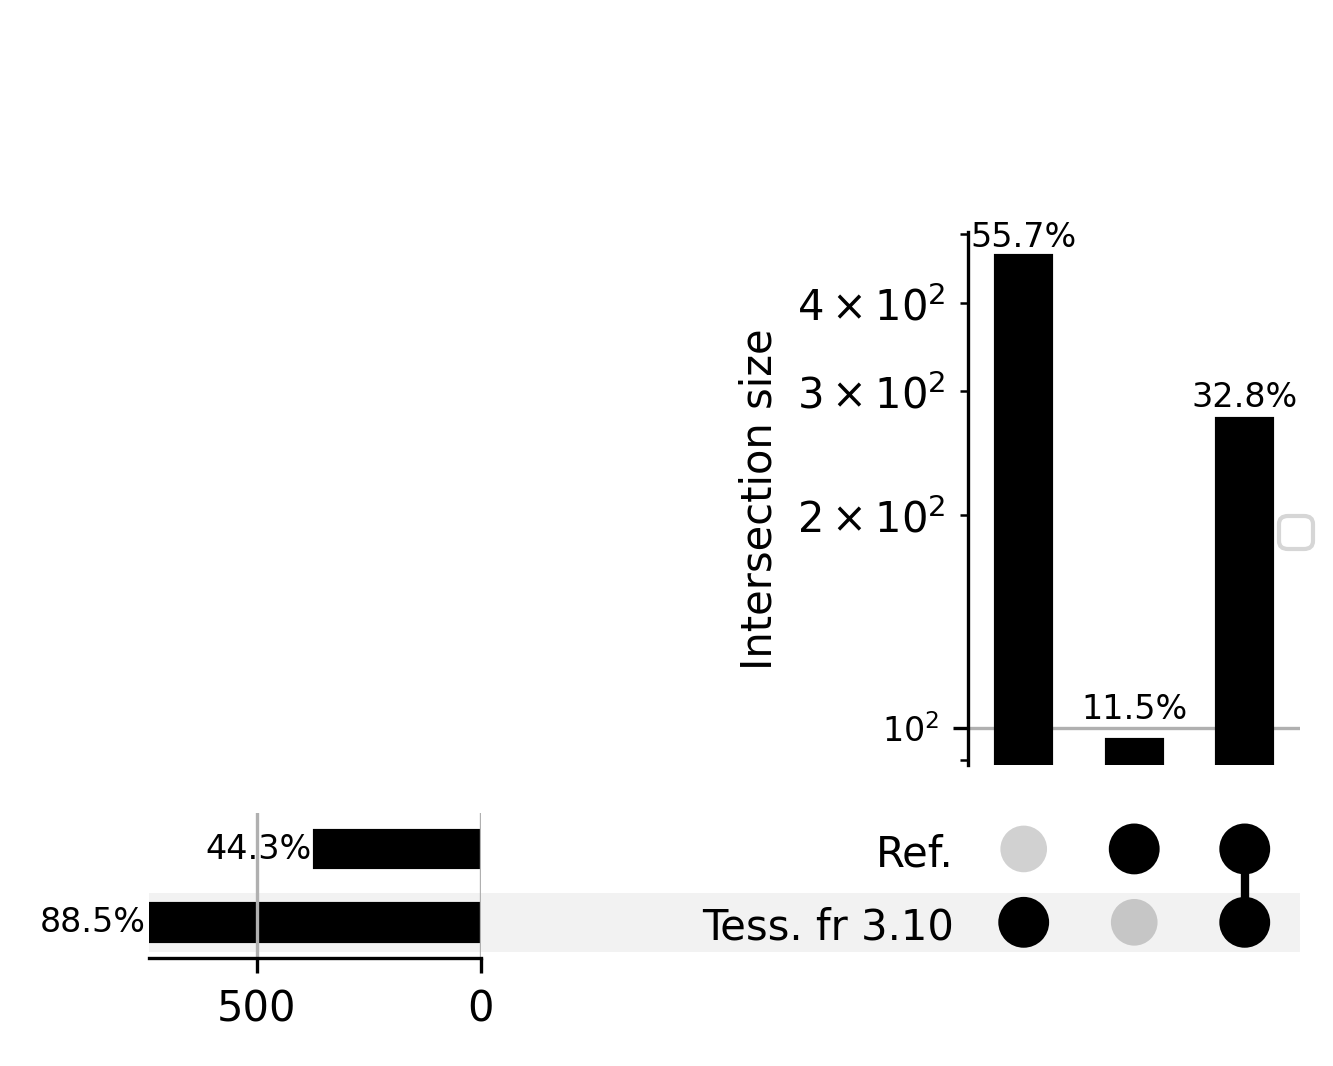 55.7%
4 × 10²
3 × 10²
32.8%
2 × 10²
Intersection size
11.5%
10²
44.3%
Ref.
88.5%
Tess. fr 3.10
500
0